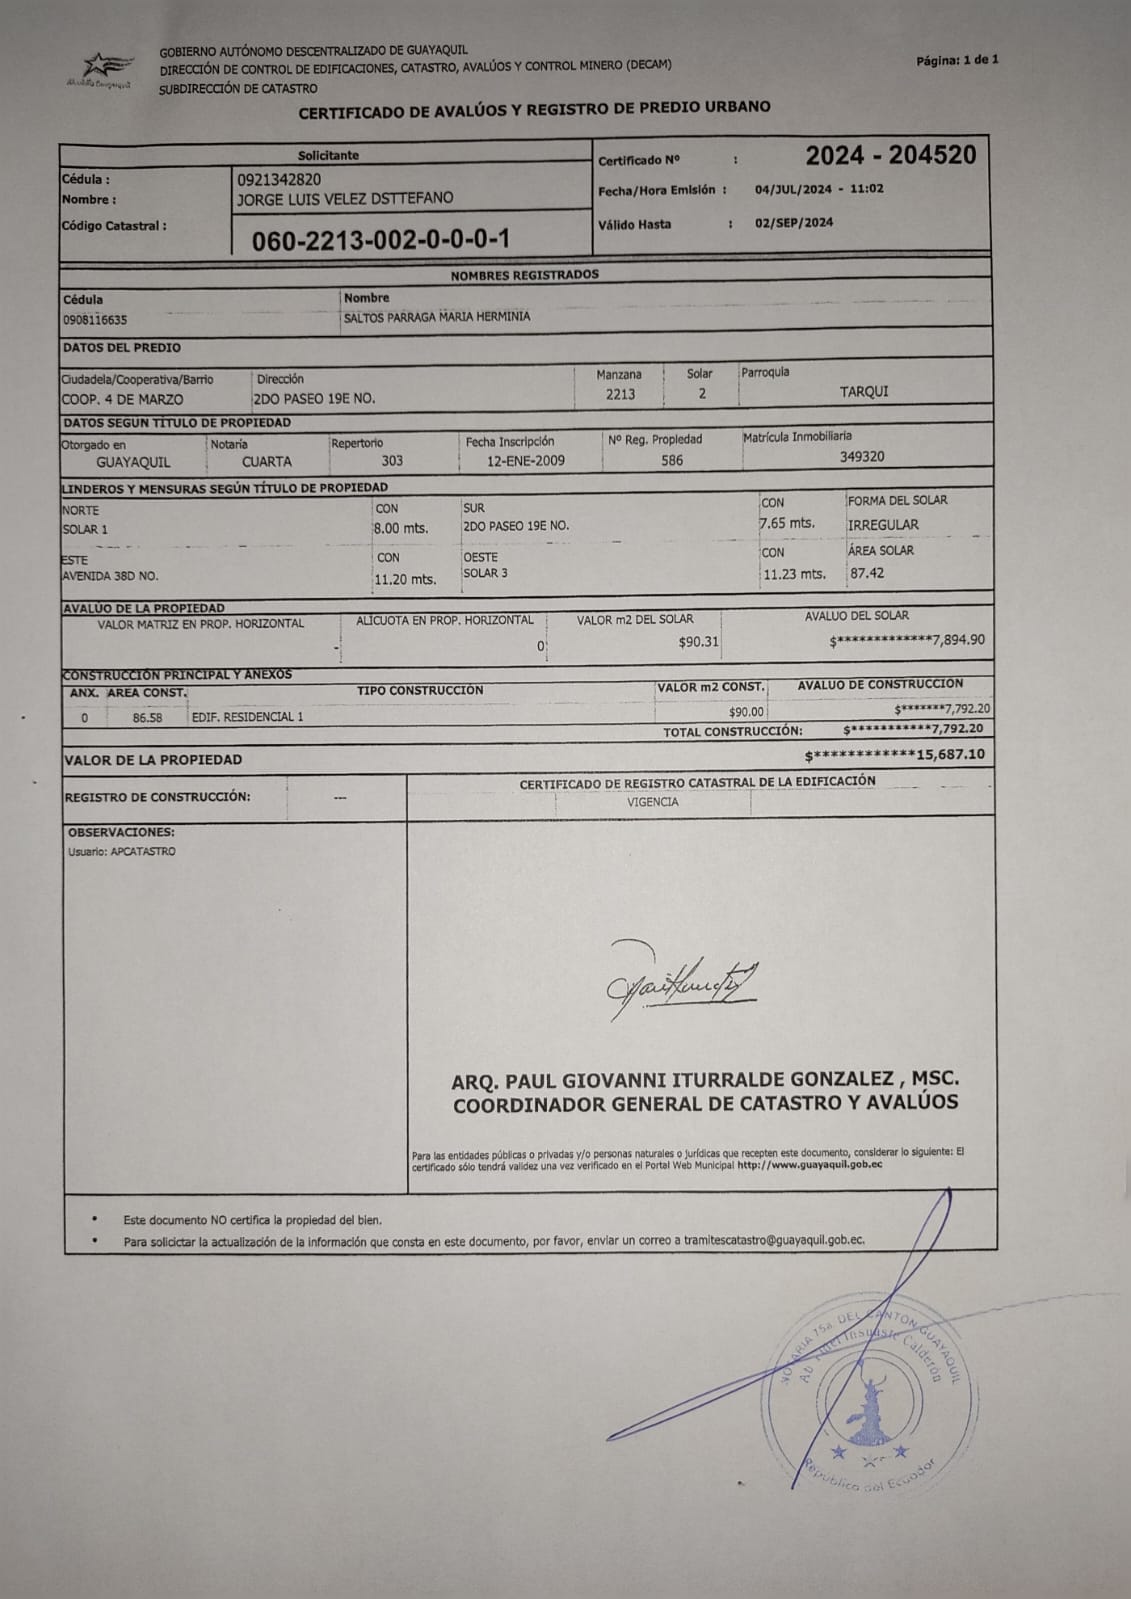 GOBIERNO AUTÓNOMO DESCENTRALIZADO DE GUAYAQUIL
DIRECCIÓN DE CONTROL DE EDIFICACIONES, CATASTRO, AVALÚOS Y CONTROL MINERO (DECAM)
SUBDIRECCIÓN DE CATASTRO
Página: 1 de 1
CERTIFICADO DE AVALÚOS Y REGISTRO DE PREDIO URBANO
Solicitante
Cédula : 0921342820
Nombre : JORGE LUIS VELEZ DSTTEFANO
Código Catastral : 060-2213-002-0-0-0-1
Certificado Nº : 2024 - 204520
Fecha/Hora Emisión : 04/JUL/2024 - 11:02
Válido Hasta : 02/SEP/2024
NOMBRES REGISTRADOS
Cédula Nombre
0908116635 SALTOS PARRAGA MARIA HERMINIA
DATOS DEL PREDIO
Ciudadela/Cooperativa/Barrio Dirección Manzana Solar Parroquia
COOP. 4 DE MARZO 2DO PASEO 19E NO. 2213 2 TARQUI
DATOS SEGUN TÍTULO DE PROPIEDAD
Otorgado en Notaría Repertorio Fecha Inscripción Nº Reg. Propiedad Matrícula Inmobiliaria
GUAYAQUIL CUARTA 303 12-ENE-2009 586 349320
LINDEROS Y MENSURAS SEGÚN TÍTULO DE PROPIEDAD
NORTE CON SUR CON FORMA DEL SOLAR
SOLAR 1 8.00 mts. 2DO PASEO 19E NO. 7.65 mts. IRREGULAR
ESTE CON OESTE CON ÁREA SOLAR
AVENIDA 38D NO. 11.20 mts. SOLAR 3 11.23 mts. 87.42
AVALÚO DE LA PROPIEDAD
VALOR MATRIZ EN PROP. HORIZONTAL ALICUOTA EN PROP. HORIZONTAL VALOR m2 DEL SOLAR AVALUO DEL SOLAR
- 0 $90.31 $*************7,894.90
CONSTRUCCIÓN PRINCIPAL Y ANEXOS
ANX. AREA CONST. TIPO CONSTRUCCIÓN VALOR m2 CONST. AVALUO DE CONSTRUCCIÓN
0 86.58 EDIF. RESIDENCIAL 1 $90.00 $*******7,792.20
TOTAL CONSTRUCCIÓN: $***********7,792.20
VALOR DE LA PROPIEDAD $************15,687.10
REGISTRO DE CONSTRUCCIÓN: ---
CERTIFICADO DE REGISTRO CATASTRAL DE LA EDIFICACIÓN
VIGENCIA
OBSERVACIONES:
Usuario: APCATASTRO
ARQ. PAUL GIOVANNI ITURRALDE GONZALEZ , MSC.
COORDINADOR GENERAL DE CATASTRO Y AVALÚOS
Para las entidades públicas o privadas y/o personas naturales o jurídicas que recepten este documento, considerar lo siguiente: El
certificado sólo tendrá validez una vez verificado en el Portal Web Municipal http://www.guayaquil.gob.ec
• Este documento NO certifica la propiedad del bien.
• Para solicictar la actualización de la información que consta en este documento, por favor, enviar un correo a tramitescatastro@guayaquil.gob.ec.
NOTARIA 15a. DEL CANTON GUAYAQUIL
Ab Insuaste Calderón
República del Ecuador